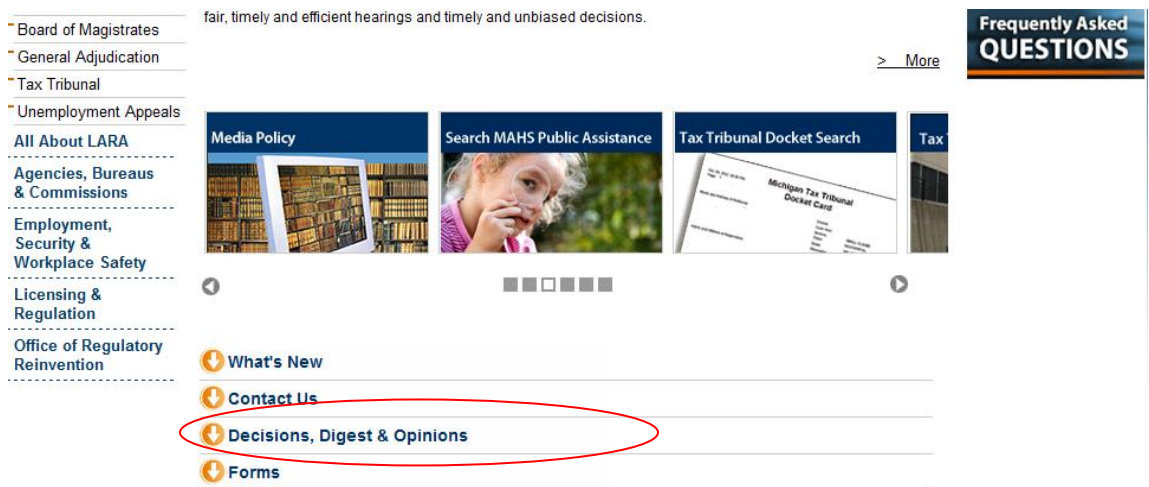 fair, timely and efficient hearings and timely and unbiased decisions.
> More
Board of Magistrates
General Adjudication
Tax Tribunal
Unemployment Appeals
All About LARA
Agencies, Bureaus
& Commissions
Employment,
Security &
Workplace Safety
Licensing &
Regulation
Office of Regulatory
Reinvention
Frequently Asked
QUESTIONS
Media Policy
Search MAHS Public Assistance
Tax Tribunal Docket Search
Tax
Michigan Tax Tribunal
Docket Card
What's New
Contact Us
Decisions, Digest & Opinions
Forms